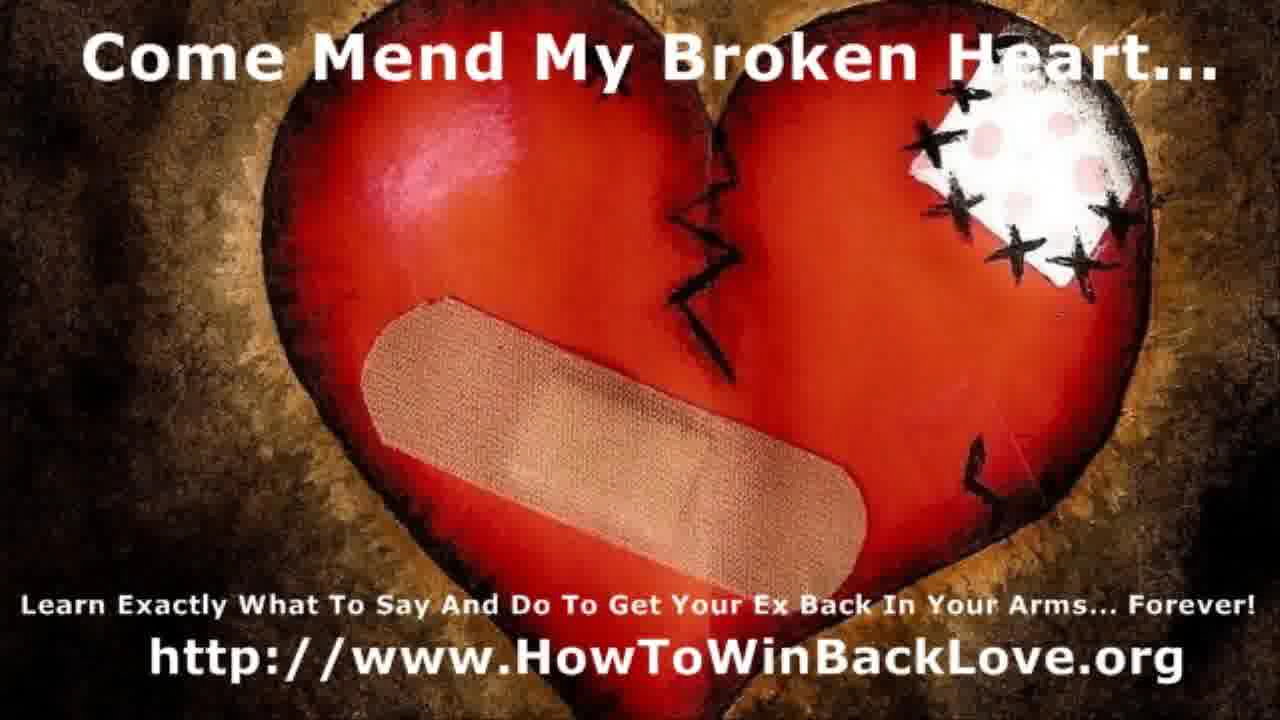 Come Mend My Broken Heart...
Learn Exactly What To Say And Do To Get Your Ex Back In Your Arms... Forever!
http://www.HowToWinBackLove.org